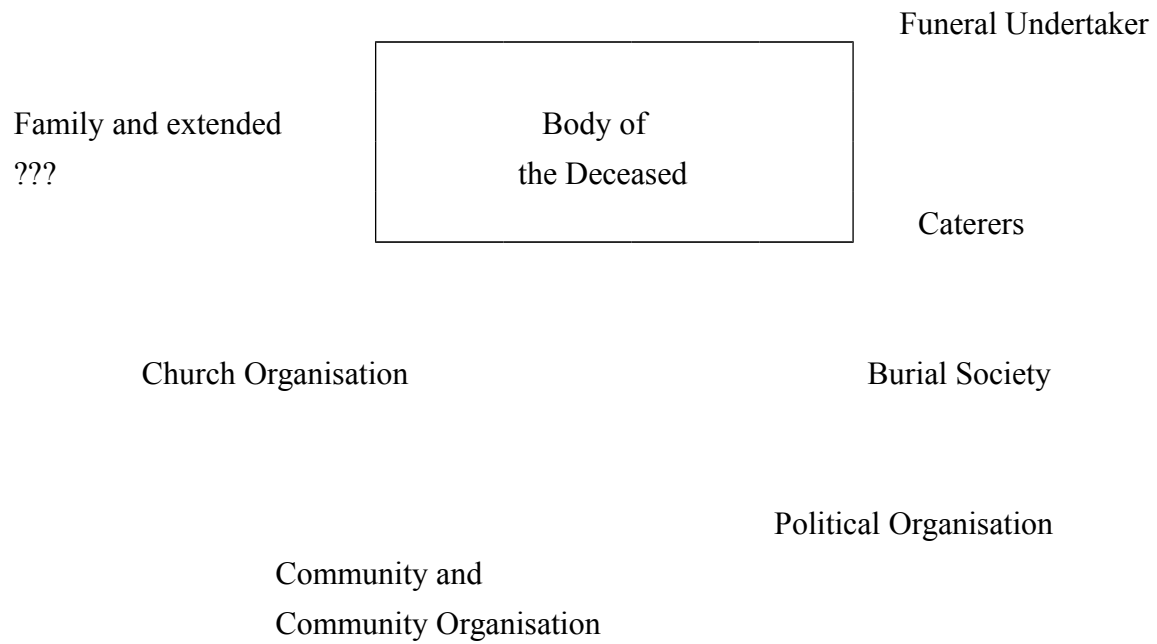 Funeral Undertaker
Family and extended
???
Body of
the Deceased
Caterers
Church Organisation
Burial Society
Political Organisation
Community and
Community Organisation